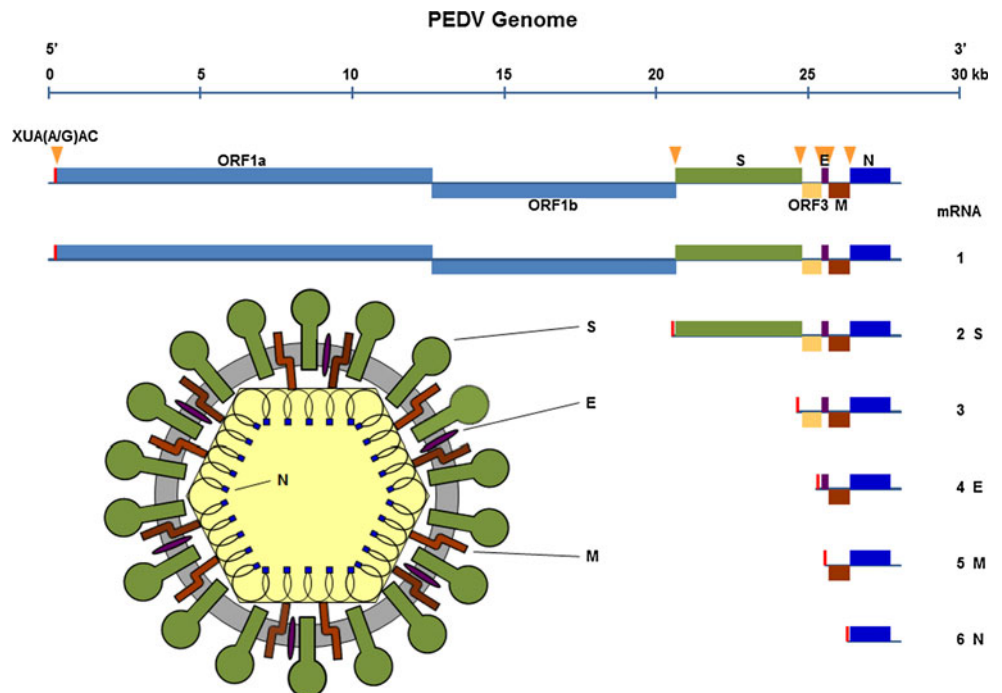 PEDV Genome
5' 3'
0 5 10 15 20 25 30 kb
XUA(A/G)AC
ORF1a S E N
ORF1b ORF3 M
mRNA
1
S 2 S
E 3
N 4 E
M 5 M
6 N